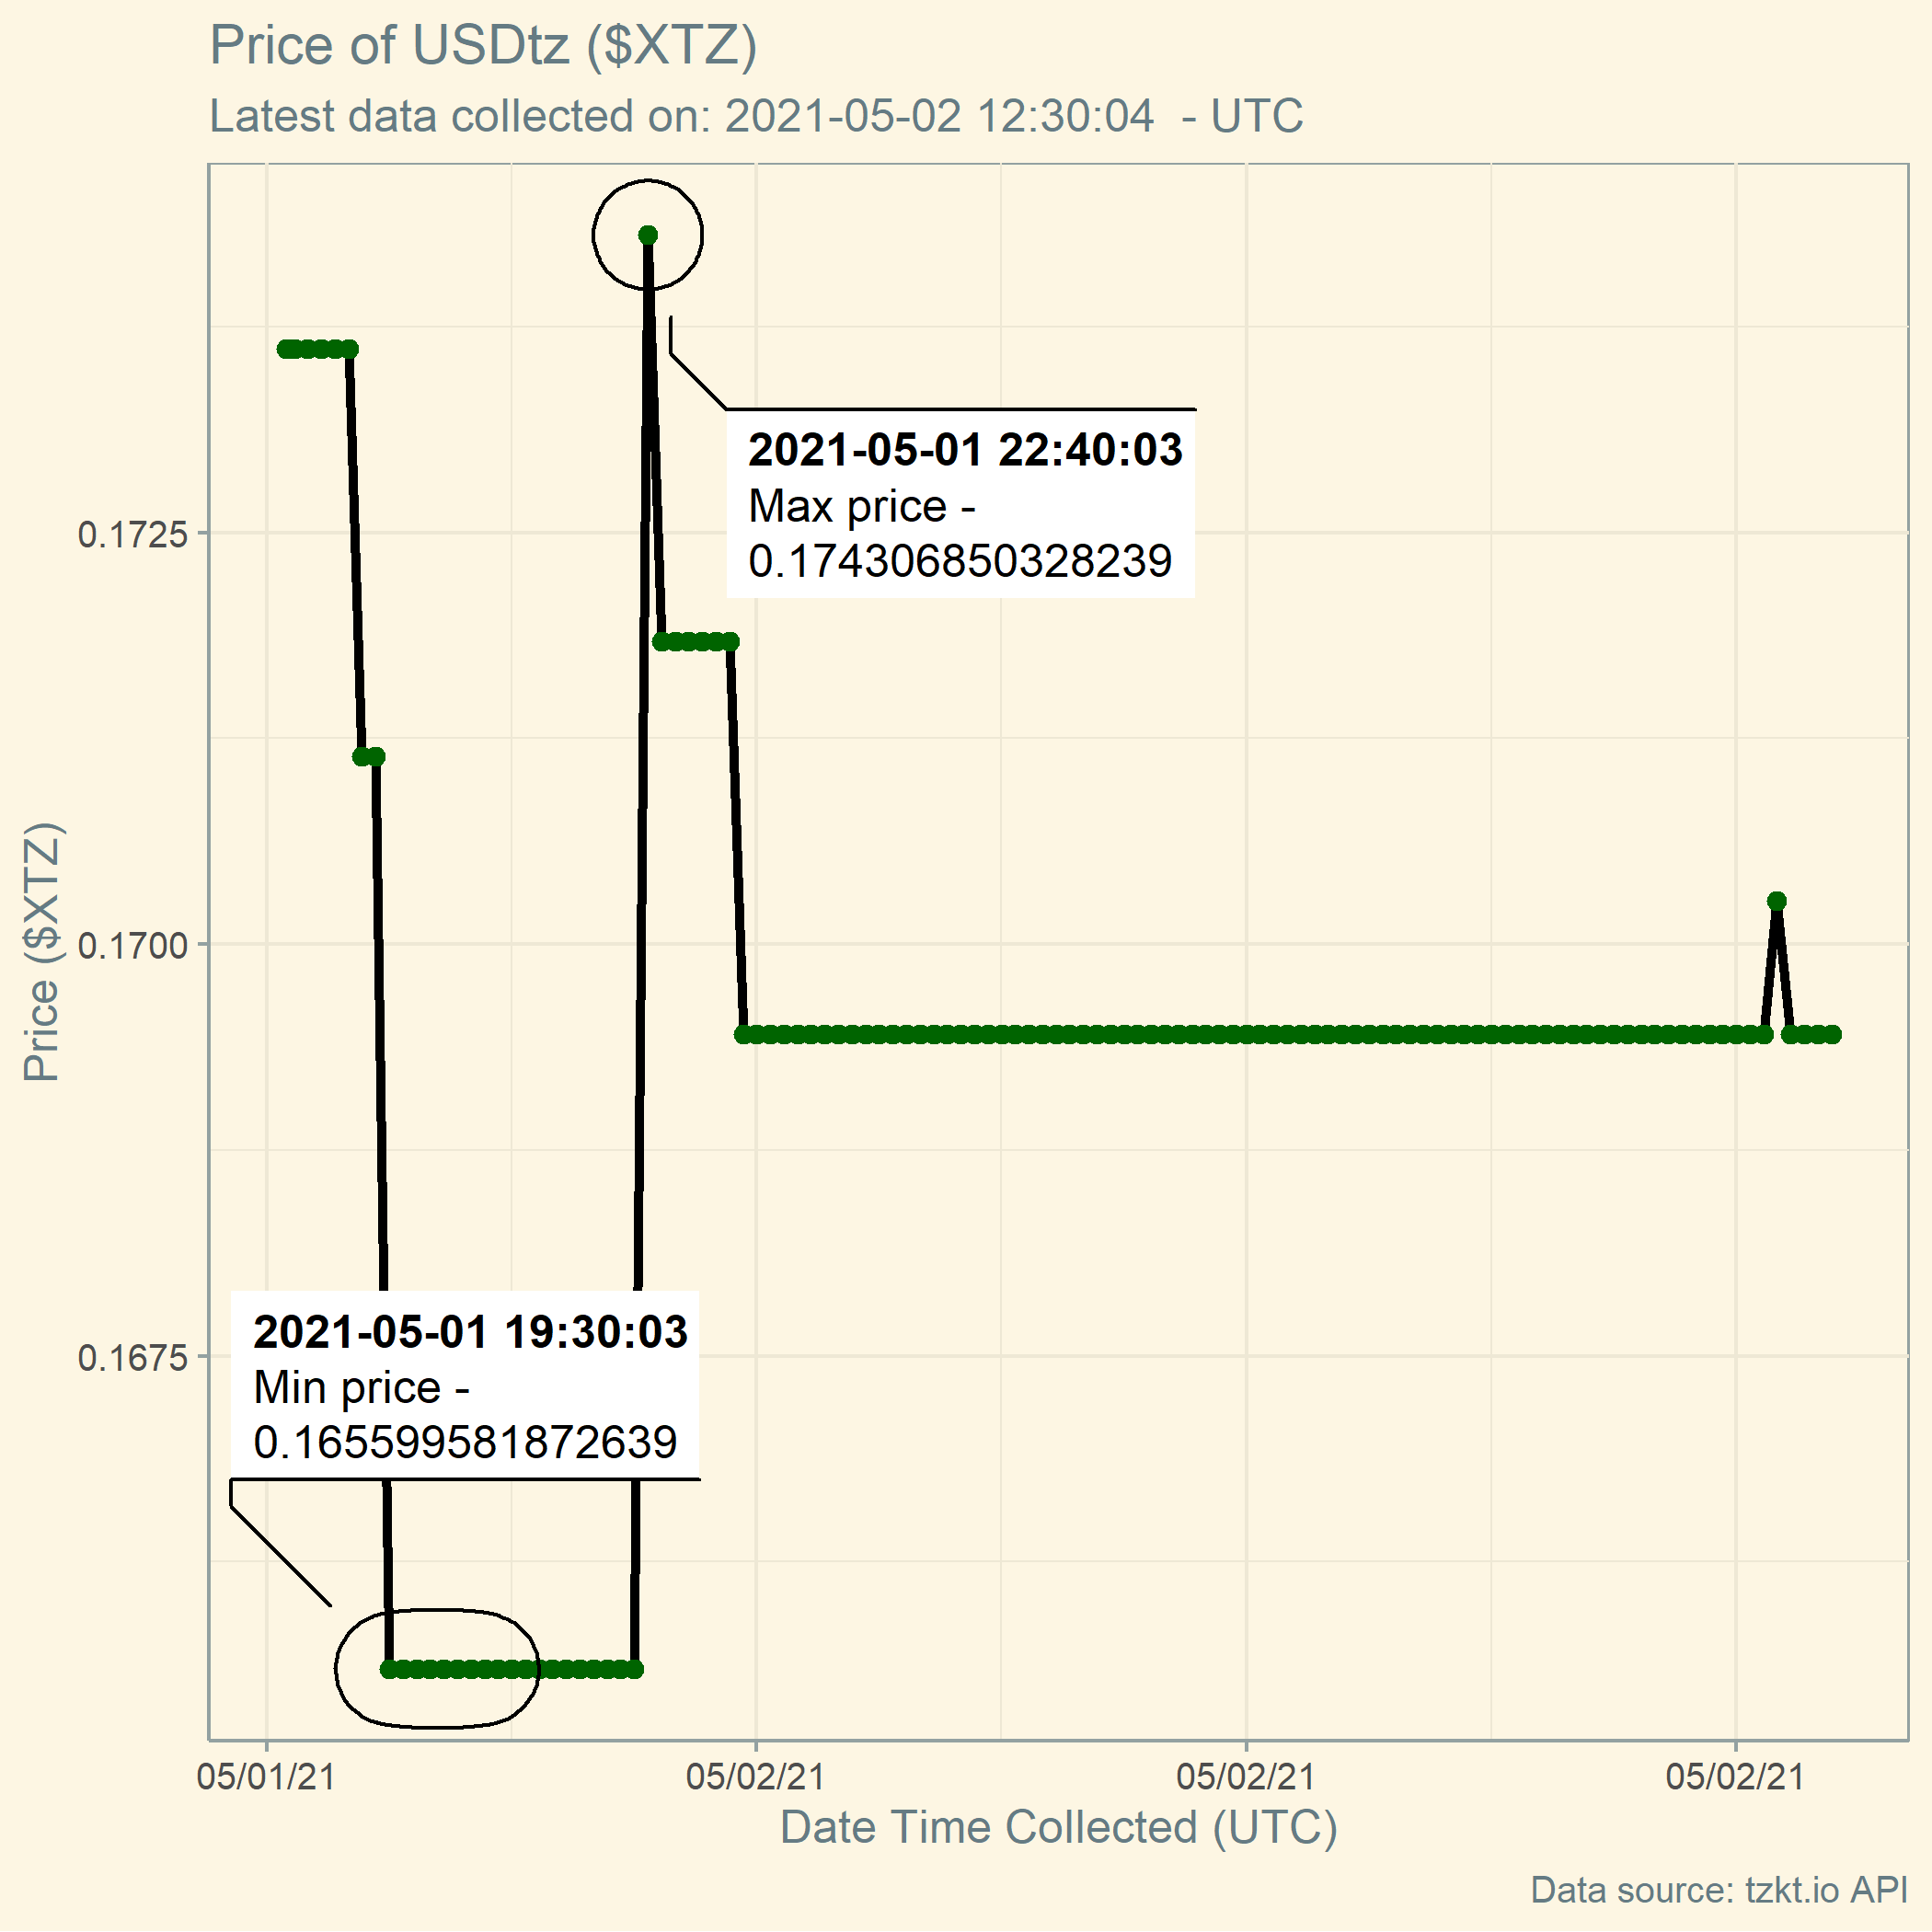 Price of USDtz ($XTZ)
Latest data collected on: 2021-05-02 12:30:04  - UTC
2021-05-01 22:40:03
Max price -
0.174306850328239
0.1725
0.1700
0.1675
Price ($XTZ)
2021-05-01 19:30:03
Min price -
0.165599581872639
05/01/21
05/02/21
05/02/21
05/02/21
Date Time Collected (UTC)
Data source: tzkt.io API